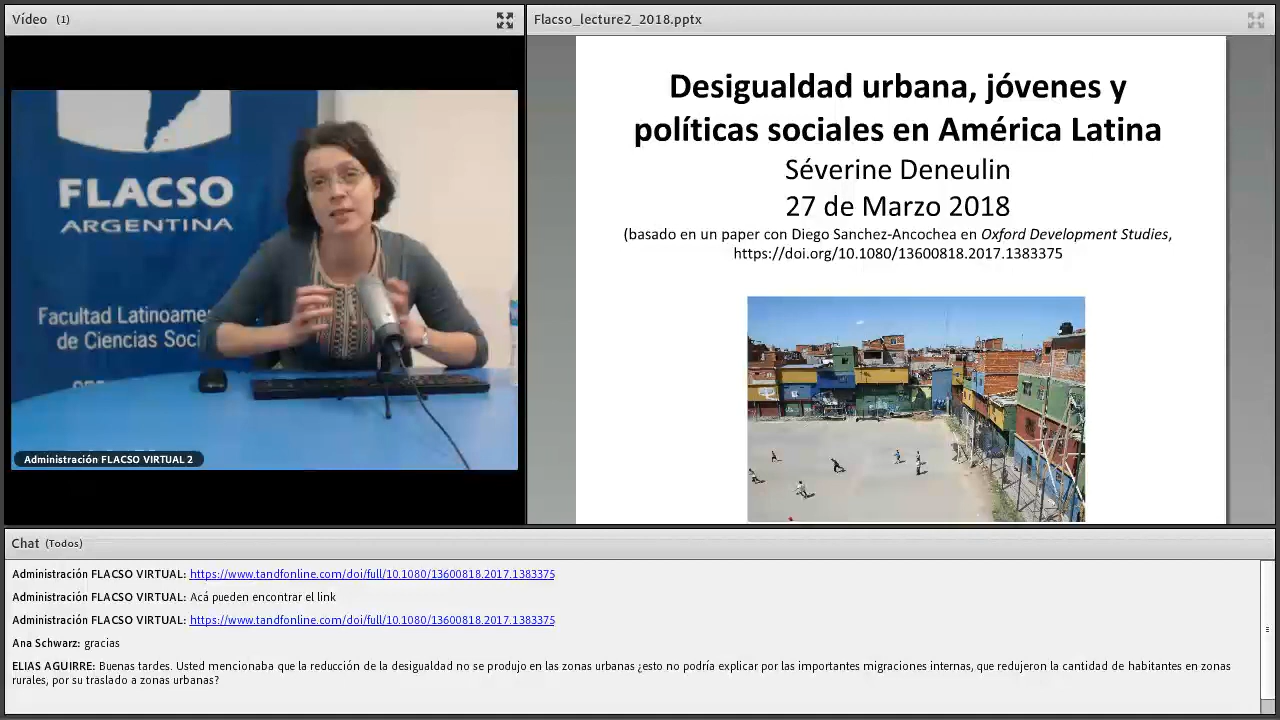 Vídeo (1)
FLACSO
ARGENTINA
Facultad Latinoame
de Ciencias Soci
Administración FLACSO VIRTUAL 2
Flacso_lecture2_2018.pptx
Desigualdad urbana, jóvenes y
políticas sociales en América Latina
Séverine Deneulin
27 de Marzo 2018
(basado en un paper con Diego Sanchez-Ancochea en Oxford Development Studies,
https://doi.org/10.1080/13600818.2017.1383375
Chat (Todos)
Administración FLACSO VIRTUAL: https://www.tandfonline.com/doi/full/10.1080/13600818.2017.1383375
Administración FLACSO VIRTUAL: Acá pueden encontrar el link
Administración FLACSO VIRTUAL: https://www.tandfonline.com/doi/full/10.1080/13600818.2017.1383375
Ana Schwarz: gracias
ELIAS AGUIRRE: Buenas tardes. Usted mencionaba que la reducción de la desigualdad no se produjo en las zonas urbanas ¿esto no podría explicar por las importantes migraciones internas, que redujeron la cantidad de habitantes en zonas
rurales, por su traslado a zonas urbanas?